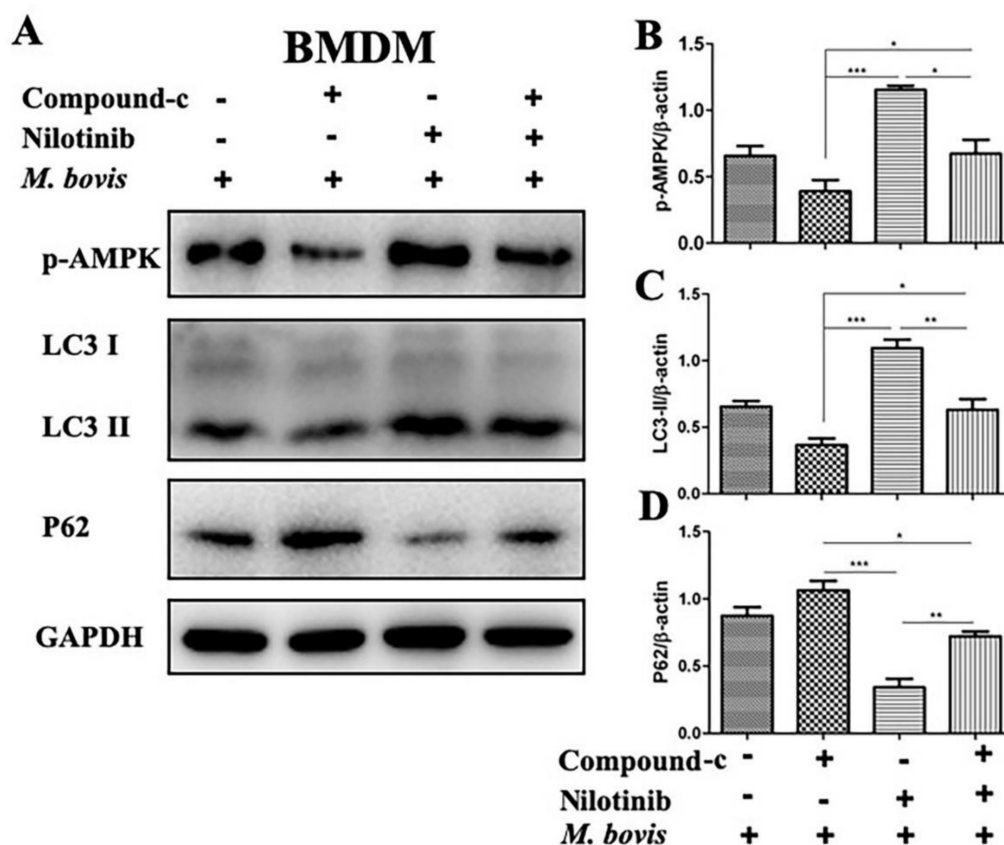 A
BMDM
Compound-c - + - +
Nilotinib - - + +
M. bovis + + + +
p-AMPK
LC3 I
LC3 II
P62
GAPDH
B
p-AMPK/β-actin
1.5
1.0
0.5
0.0
*
*** *
C
LC3-II/β-actin
1.5
1.0
0.5
0.0
*
*** **
D
P62/β-actin
1.5
1.0
0.5
0.0
*
***
**
Compound-c - + - +
Nilotinib - - + +
M. bovis + + + +